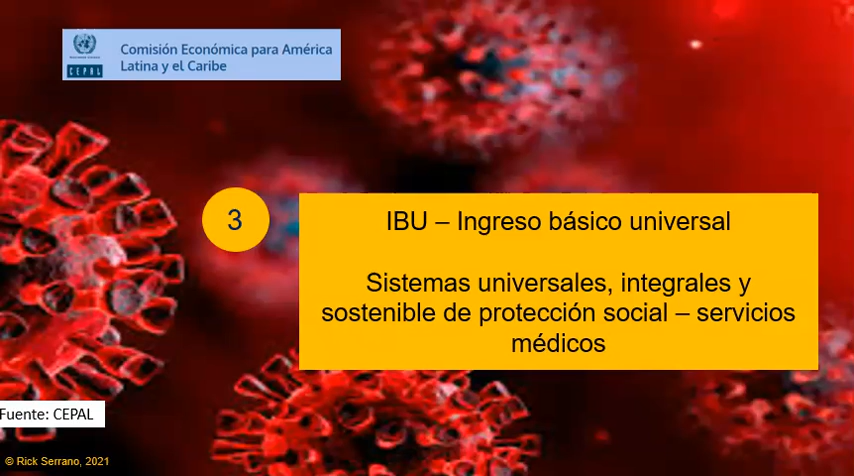 Comisión Económica para América
Latina y el Caribe
CEPAL
3
IBU – Ingreso básico universal
Sistemas universales, integrales y
sostenible de protección social – servicios
médicos
Fuente: CEPAL
© Rick Serrano, 2021